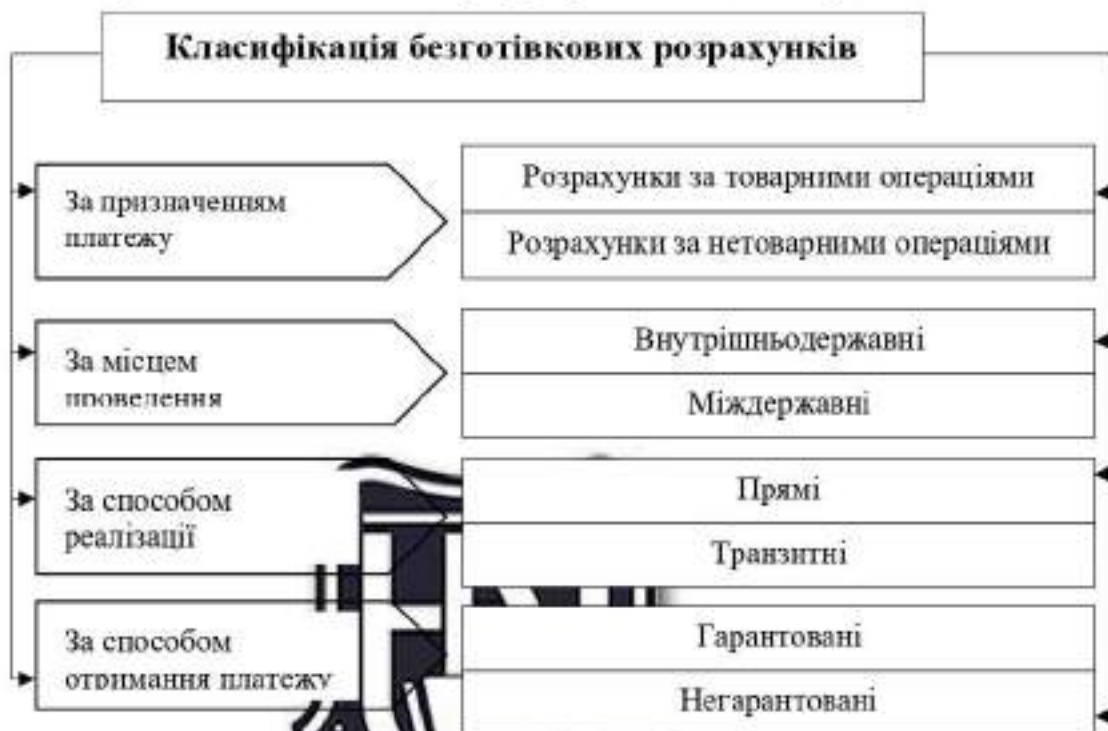 Класифікація безготівкових розрахунків
За призначенням
платежу
Розрахунки за товарними операціями
Розрахунки за нетоварними операціями
За місцем
проведення
Внутрішньодержавні
Міждержавні
За способом
реалізації
Прямі
Транзитні
За способом
отримання платежу
Гарантовані
Негарантовані